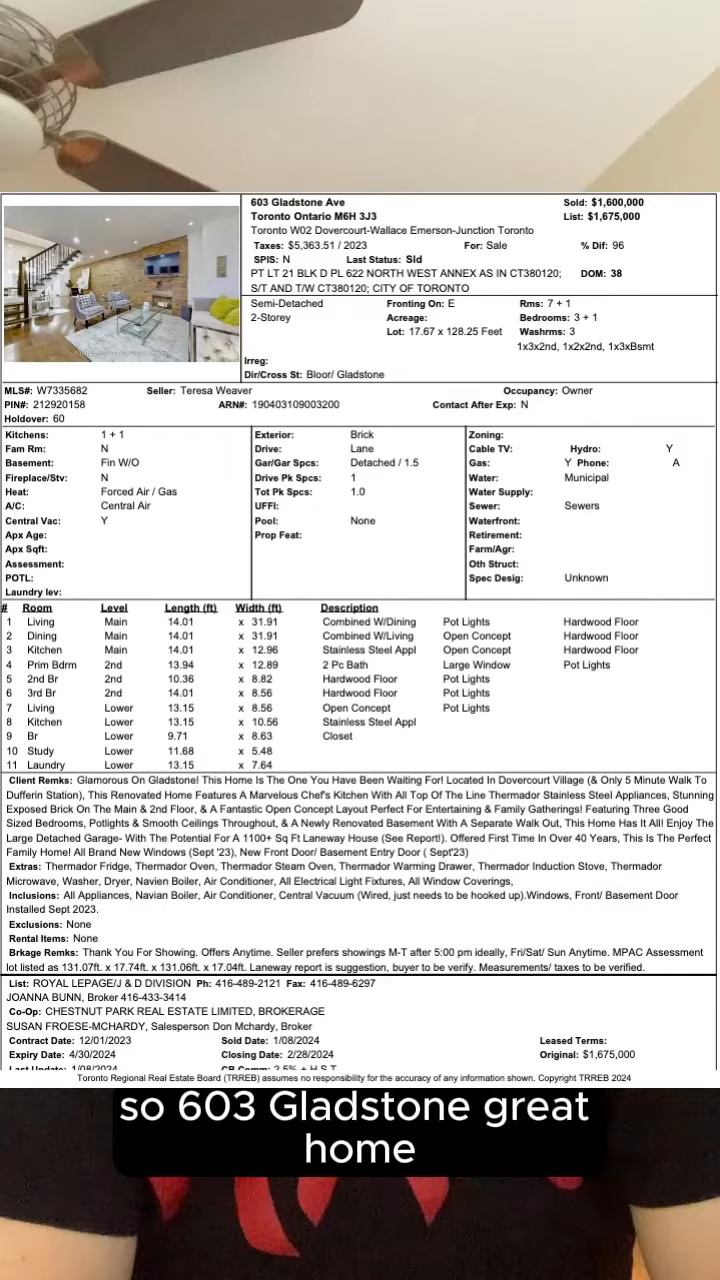 603 Gladstone Ave Sold: $1,600,000
Toronto Ontario M6H 3J3 List: $1,675,000
Toronto W02 Dovercourt-Wallace Emerson-Junction Toronto
Taxes: $5,363.51 / 2023 For: Sale % Dif: 96
SPIS: N Last Status: Sld
PT LT 21 BLK D PL 622 NORTH WEST ANNEX AS IN CT380120; DOM: 38
S/T AND T/W CT380120; CITY OF TORONTO
Semi-Detached Fronting On: E Rms: 7 + 1
2-Storey Acreage: Bedrooms: 3 + 1
Lot: 17.67 x 128.25 Feet Washrms: 3
1x3x2nd, 1x2x2nd, 1x3xBsmt
Irreg:
Dir/Cross St: Bloor/ Gladstone
MLS#: W7335682 Seller: Teresa Weaver Occupancy: Owner
PIN#: 212920158 ARN#: 190403109003200 Contact After Exp: N
Holdover: 60
Kitchens: 1 + 1 Exterior: Brick Zoning:
Fam Rm: N Drive: Lane Cable TV: Hydro: Y
Basement: Fin W/O Gar/Gar Spcs: Detached / 1.5 Gas: Y Phone: A
Fireplace/Stv: N Drive Pk Spcs: 1 Water: Municipal
Heat: Forced Air / Gas Tot Pk Spcs: 1.0 Water Supply:
A/C: Central Air UFFI: Sewer: Sewers
Central Vac: Y Pool: None Waterfront:
Apx Age: Prop Feat: Retirement:
Apx Sqft: Farm/Agr:
Assessment: Oth Struct:
POTL: Spec Desig: Unknown
Laundry lev:
# Room Level Length (ft) Width (ft) Description
1 Living Main 14.01 x 31.91 Combined W/Dining Pot Lights Hardwood Floor
2 Dining Main 14.01 x 31.91 Combined W/Living Open Concept Hardwood Floor
3 Kitchen Main 14.01 x 12.96 Stainless Steel Appl Open Concept Hardwood Floor
4 Prim Bdrm 2nd 13.94 x 12.89 2 Pc Bath Large Window Pot Lights
5 2nd Br 2nd 10.36 x 8.82 Hardwood Floor Pot Lights
6 3rd Br 2nd 14.01 x 8.56 Hardwood Floor Pot Lights
7 Living Lower 13.15 x 8.56 Open Concept Pot Lights
8 Kitchen Lower 13.15 x 10.56 Stainless Steel Appl
9 Br Lower 9.71 x 8.63 Closet
10 Study Lower 11.68 x 5.48
11 Laundry Lower 13.15 x 7.64
Client Remks: Glamorous On Gladstone! This Home Is The One You Have Been Waiting For! Located In Dovercourt Village (& Only 5 Minute Walk To
Dufferin Station), This Renovated Home Features A Marvelous Chef's Kitchen With All Top Of The Line Thermador Stainless Steel Appliances, Stunning
Exposed Brick On The Main & 2nd Floor, & A Fantastic Open Concept Layout Perfect For Entertaining & Family Gatherings! Featuring Three Good
Sized Bedrooms, Potlights & Smooth Ceilings Throughout, & A Newly Renovated Basement With A Separate Walk Out, This Home Has It All! Enjoy The
Large Detached Garage- With The Potential For A 1100+ Sq Ft Laneway House (See Report!). Offered First Time In Over 40 Years, This Is The Perfect
Family Home! All Brand New Windows (Sept '23), New Front Door/ Basement Entry Door ( Sept'23)
Extras: Thermador Fridge, Thermador Oven, Thermador Steam Oven, Thermador Warming Drawer, Thermador Induction Stove, Thermador
Microwave, Washer, Dryer, Navien Boiler, Air Conditioner, All Electrical Light Fixtures, All Window Coverings,
Inclusions: All Appliances, Navian Boiler, Air Conditioner, Central Vacuum (Wired, just needs to be hooked up).Windows, Front/ Basement Door
Installed Sept 2023.
Exclusions: None
Rental Items: None
Brkage Remks: Thank You For Showing. Offers Anytime. Seller prefers showings M-T after 5:00 pm ideally, Fri/Sat/ Sun Anytime. MPAC Assessment
lot listed as 131.07ft. x 17.74ft. x 131.06ft. x 17.04ft. Laneway report is suggestion, buyer to be verify. Measurements/ taxes to be verified.
List: ROYAL LEPAGE/J & D DIVISION Ph: 416-489-2121 Fax: 416-489-6297
JOANNA BUNN, Broker 416-433-3414
Co-Op: CHESTNUT PARK REAL ESTATE LIMITED, BROKERAGE
SUSAN FROESE-MCHARDY, Salesperson Don Mchardy, Broker
Contract Date: 12/01/2023 Sold Date: 1/08/2024 Leased Terms:
Expiry Date: 4/30/2024 Closing Date: 2/28/2024 Original: $1,675,000
Last Update: 1/08/2024 CB Comm: 2.5% + H.S.T
Toronto Regional Real Estate Board (TRREB) assumes no responsibility for the accuracy of any information shown. Copyright TRREB 2024
so 603 Gladstone great
home